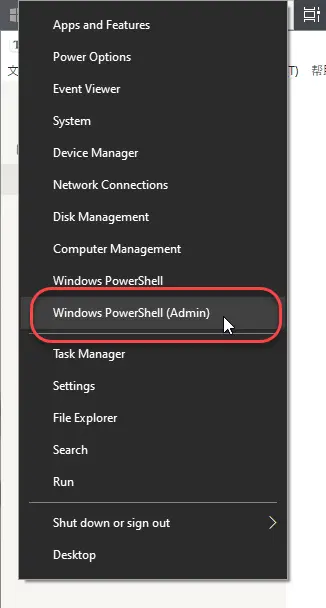 Apps and Features
Power Options
Event Viewer
System
Device Manager
Network Connections
Disk Management
Computer Management
Windows PowerShell
Windows PowerShell (Admin)
Task Manager
Settings
File Explorer
Search
Run
Shut down or sign out
Desktop
T
文
T)
帮助